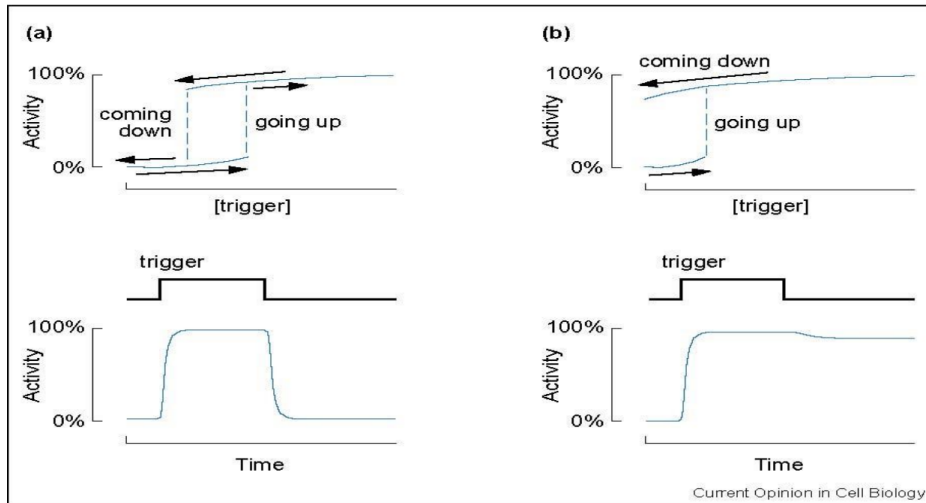 (a)
100%
Activity
0%
coming
down
going up
[trigger]
trigger
100%
Activity
0%
Time
(b)
100%
Activity
0%
coming down
going up
[trigger]
trigger
100%
Activity
0%
Time
Current Opinion in Cell Biology